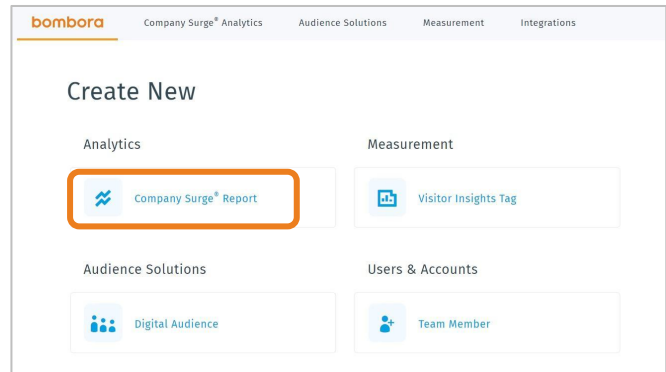 bombora Company Surge® Analytics Audience Solutions Measurement Integrations
Create New
Analytics Measurement
Company Surge® Report Visitor Insights Tag
Audience Solutions Users & Accounts
Digital Audience Team Member